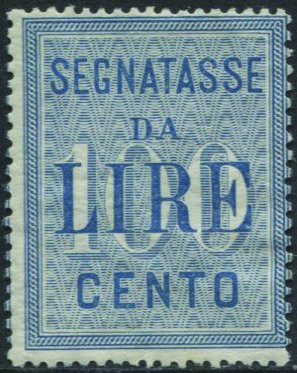 SEGNATASSE
DA
100
LIRE
CENTO